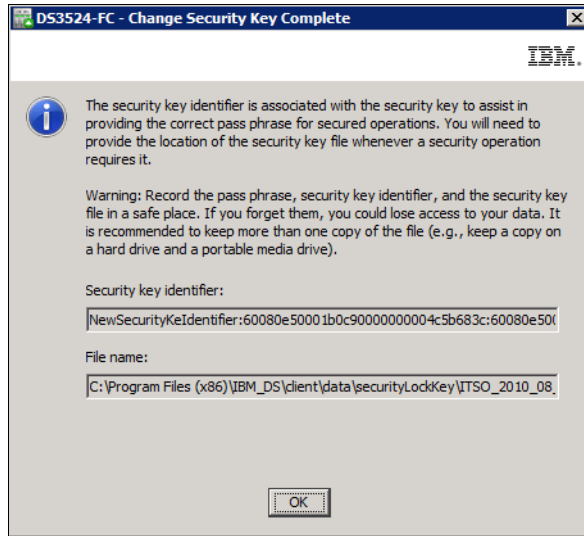 DS3524-FC - Change Security Key Complete
IBM.
The security key identifier is associated with the security key to assist in
providing the correct pass phrase for secured operations. You will need to
provide the location of the security key file whenever a security operation
requires it.
Warning: Record the pass phrase, security key identifier, and the security key
file in a safe place. If you forget them, you could lose access to your data. It
is recommended to keep more than one copy of the file (e.g., keep a copy on
a hard drive and a portable media drive).
Security key identifier:
NewSecurityKeIdentifier:60080e50001b0c90000000004c5b683c:60080e500
File name:
C:\Program Files (x86)\IBM_DS\client\data\securityLockKey\ITSO_2010_08_
OK